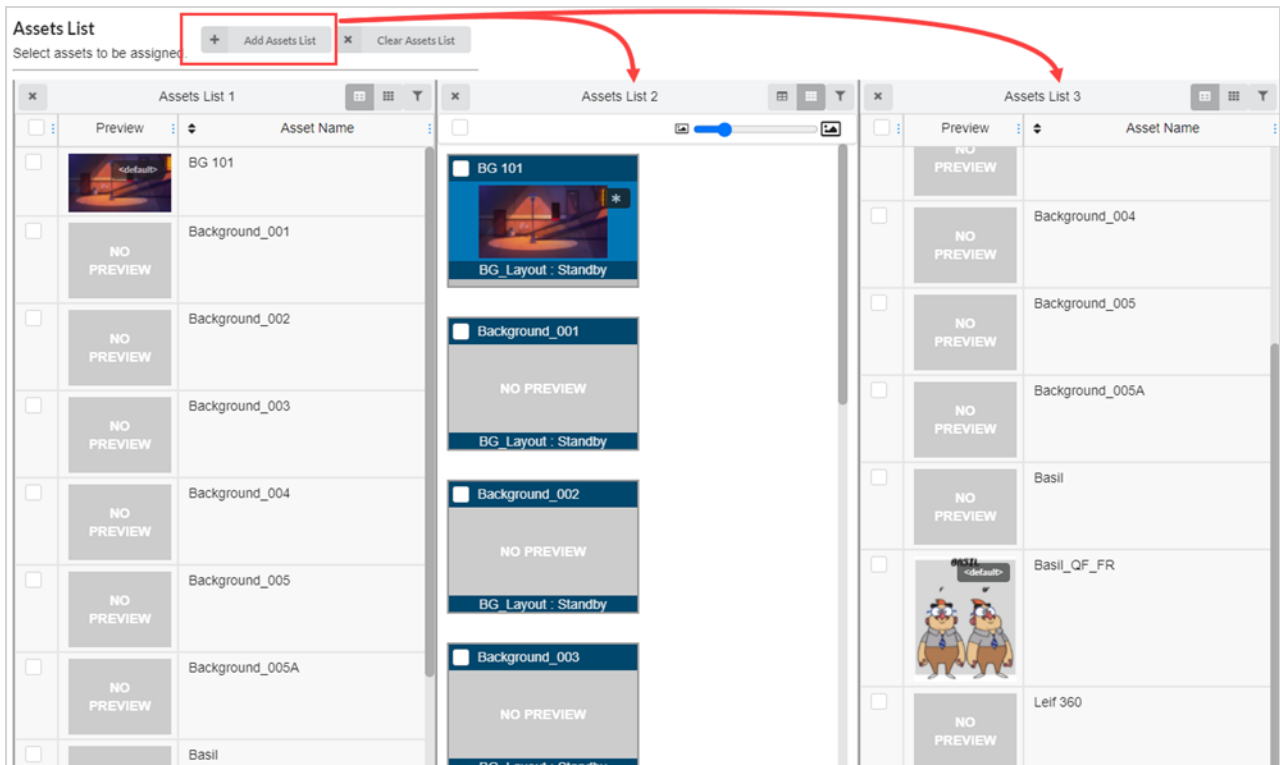 Assets List
Select assets to be assigned.
+ Add Assets List
× Clear Assets List
× Assets List 1
Preview Asset Name
<default>
BG 101
NO
PREVIEW
Background_001
NO
PREVIEW
Background_002
NO
PREVIEW
Background_003
NO
PREVIEW
Background_004
NO
PREVIEW
Background_005
NO
PREVIEW
Background_005A
Basil
× Assets List 2
BG 101
*
BG_Layout : Standby
Background_001
NO PREVIEW
BG_Layout : Standby
Background_002
NO PREVIEW
BG_Layout : Standby
Background_003
NO PREVIEW
BG_Layout : Standby
× Assets List 3
Preview Asset Name
NO
PREVIEW
NO
PREVIEW
Background_004
NO
PREVIEW
Background_005
NO
PREVIEW
Background_005A
NO
PREVIEW
Basil
BASIL
<default>
F QF
Basil_QF_FR
NO
PREVIEW
Leif 360